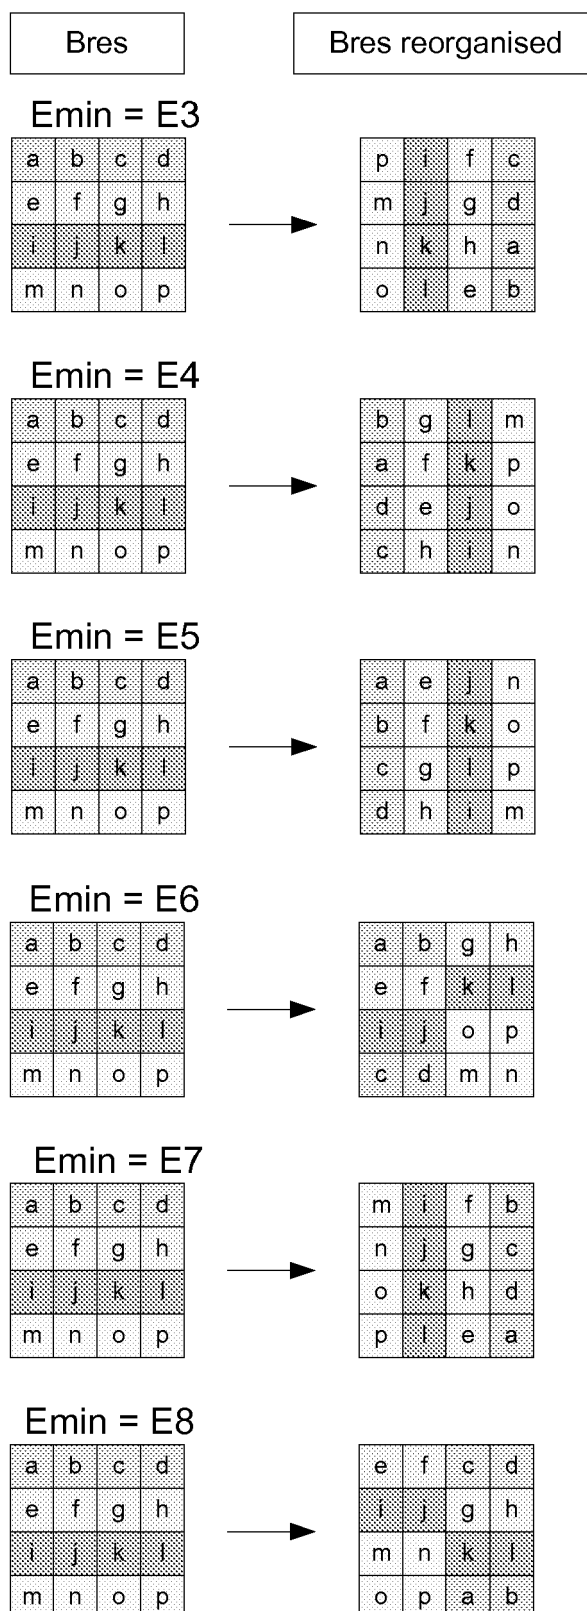 Bres Bres reorganised
Emin = E3
a b c d p i f c
e f g h m j g d
i j k l n k h a
m n o p o l e b
Emin = E4
a b c d b g l m
e f g h a f k p
i j k l d e j o
m n o p c h i n
Emin = E5
a b c d a e j n
e f g h b f k o
i j k l c g l p
m n o p d h i m
Emin = E6
a b c d a b g h
e f g h e f k l
i j k l i j o p
m n o p c d m n
Emin = E7
a b c d m i f b
e f g h n j g c
i j k l o k h d
m n o p p l e a
Emin = E8
a b c d e f c d
e f g h i j g h
i j k l m n k l
m n o p o p a b